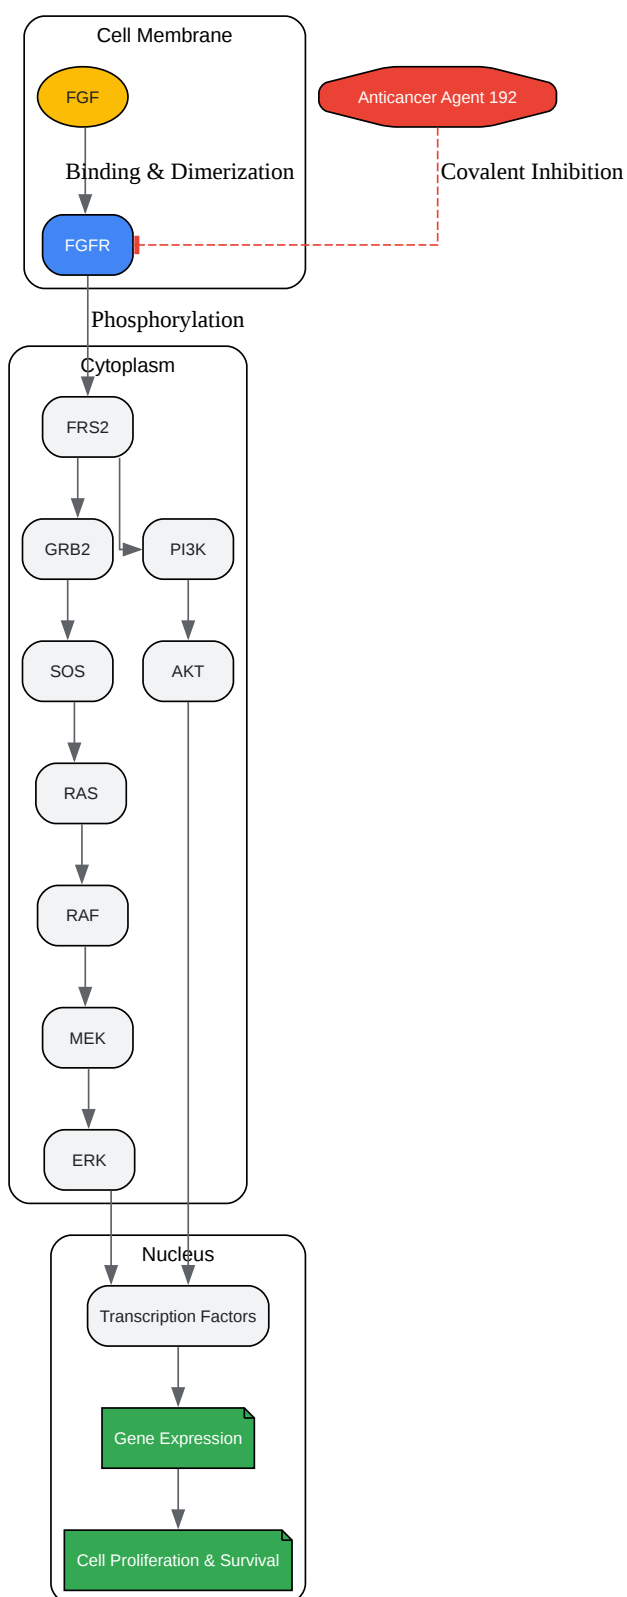 Cell Membrane
FGF
Anticancer Agent 192
Binding & Dimerization
Covalent Inhibition
FGFR
Phosphorylation
Cytoplasm
FRS2
GRB2
PI3K
SOS
AKT
RAS
RAF
MEK
ERK
Nucleus
Transcription Factors
Gene Expression
Cell Proliferation & Survival